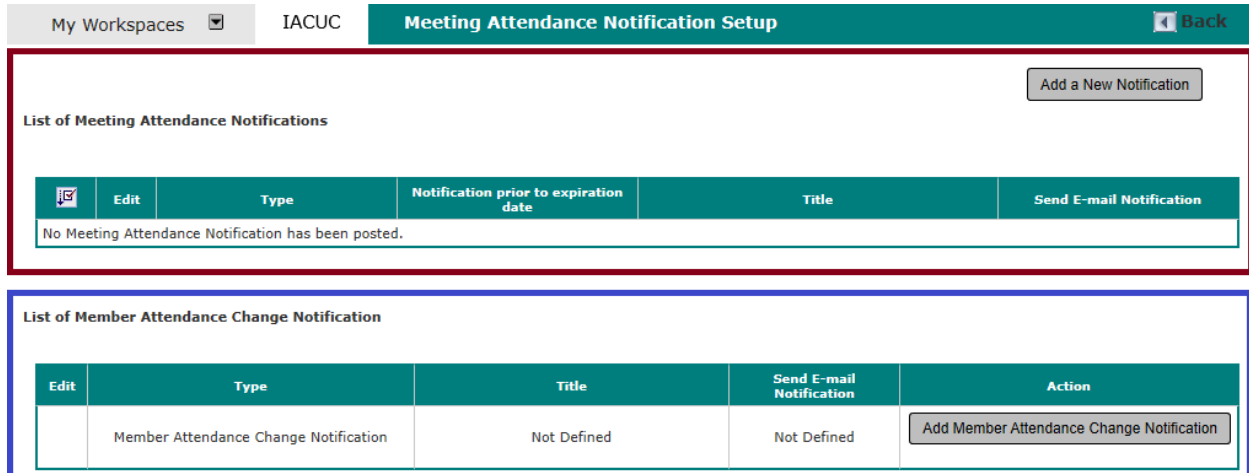 My Workspaces IACUC Meeting Attendance Notification Setup Back
Add a New Notification
List of Meeting Attendance Notifications
Edit Type Notification prior to expiration date Title Send E-mail Notification
No Meeting Attendance Notification has been posted.
List of Member Attendance Change Notification
Edit Type Title Send E-mail Notification Action
Member Attendance Change Notification Not Defined Not Defined Add Member Attendance Change Notification